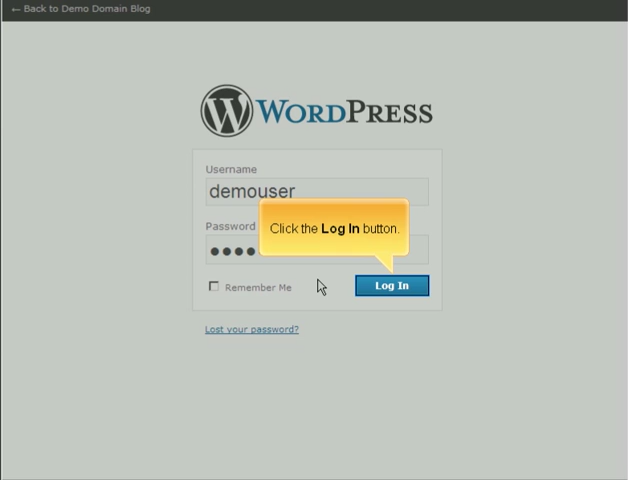 ← Back to Demo Domain Blog
WORDPRESS
Username
demouser
Password
Click the Log In button.
Remember Me
Log In
Lost your password?